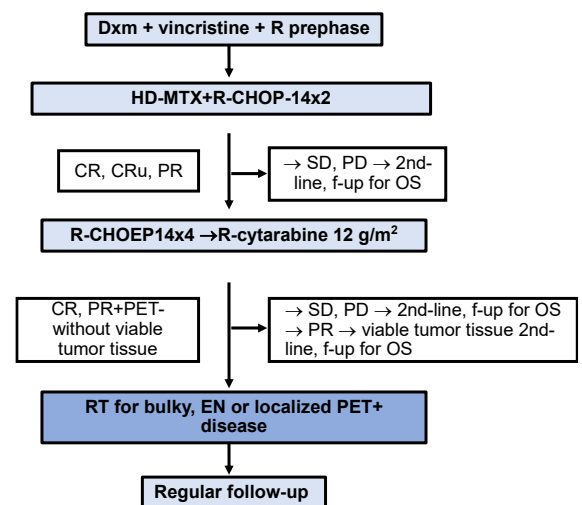 Dxm + vincristine + R prephase
HD-MTX+R-CHOP-14x2
CR, CRu, PR
→ SD, PD → 2nd-
line, f-up for OS
R-CHOEP14x4 →R-cytarabine 12 g/m²
CR, PR+PET-
without viable
tumor tissue
→ SD, PD → 2nd-line, f-up for OS
→ PR → viable tumor tissue 2nd-
line, f-up for OS
RT for bulky, EN or localized PET+
disease
Regular follow-up